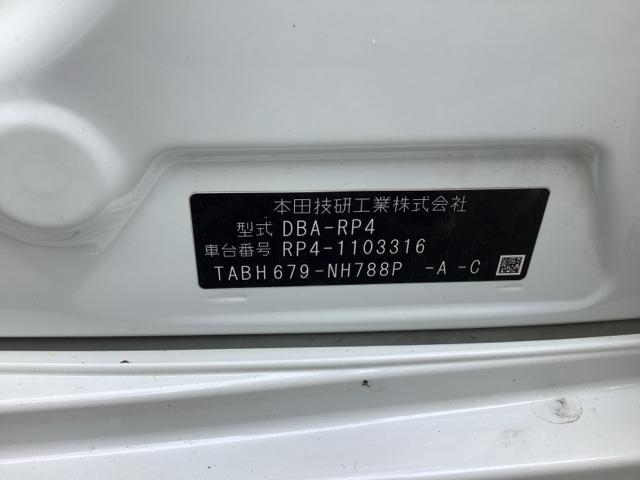 本田技研工業株式会社
型式 DBA-RP4
車台番号 RP4-1103316
TABH679-NH788P -A -C